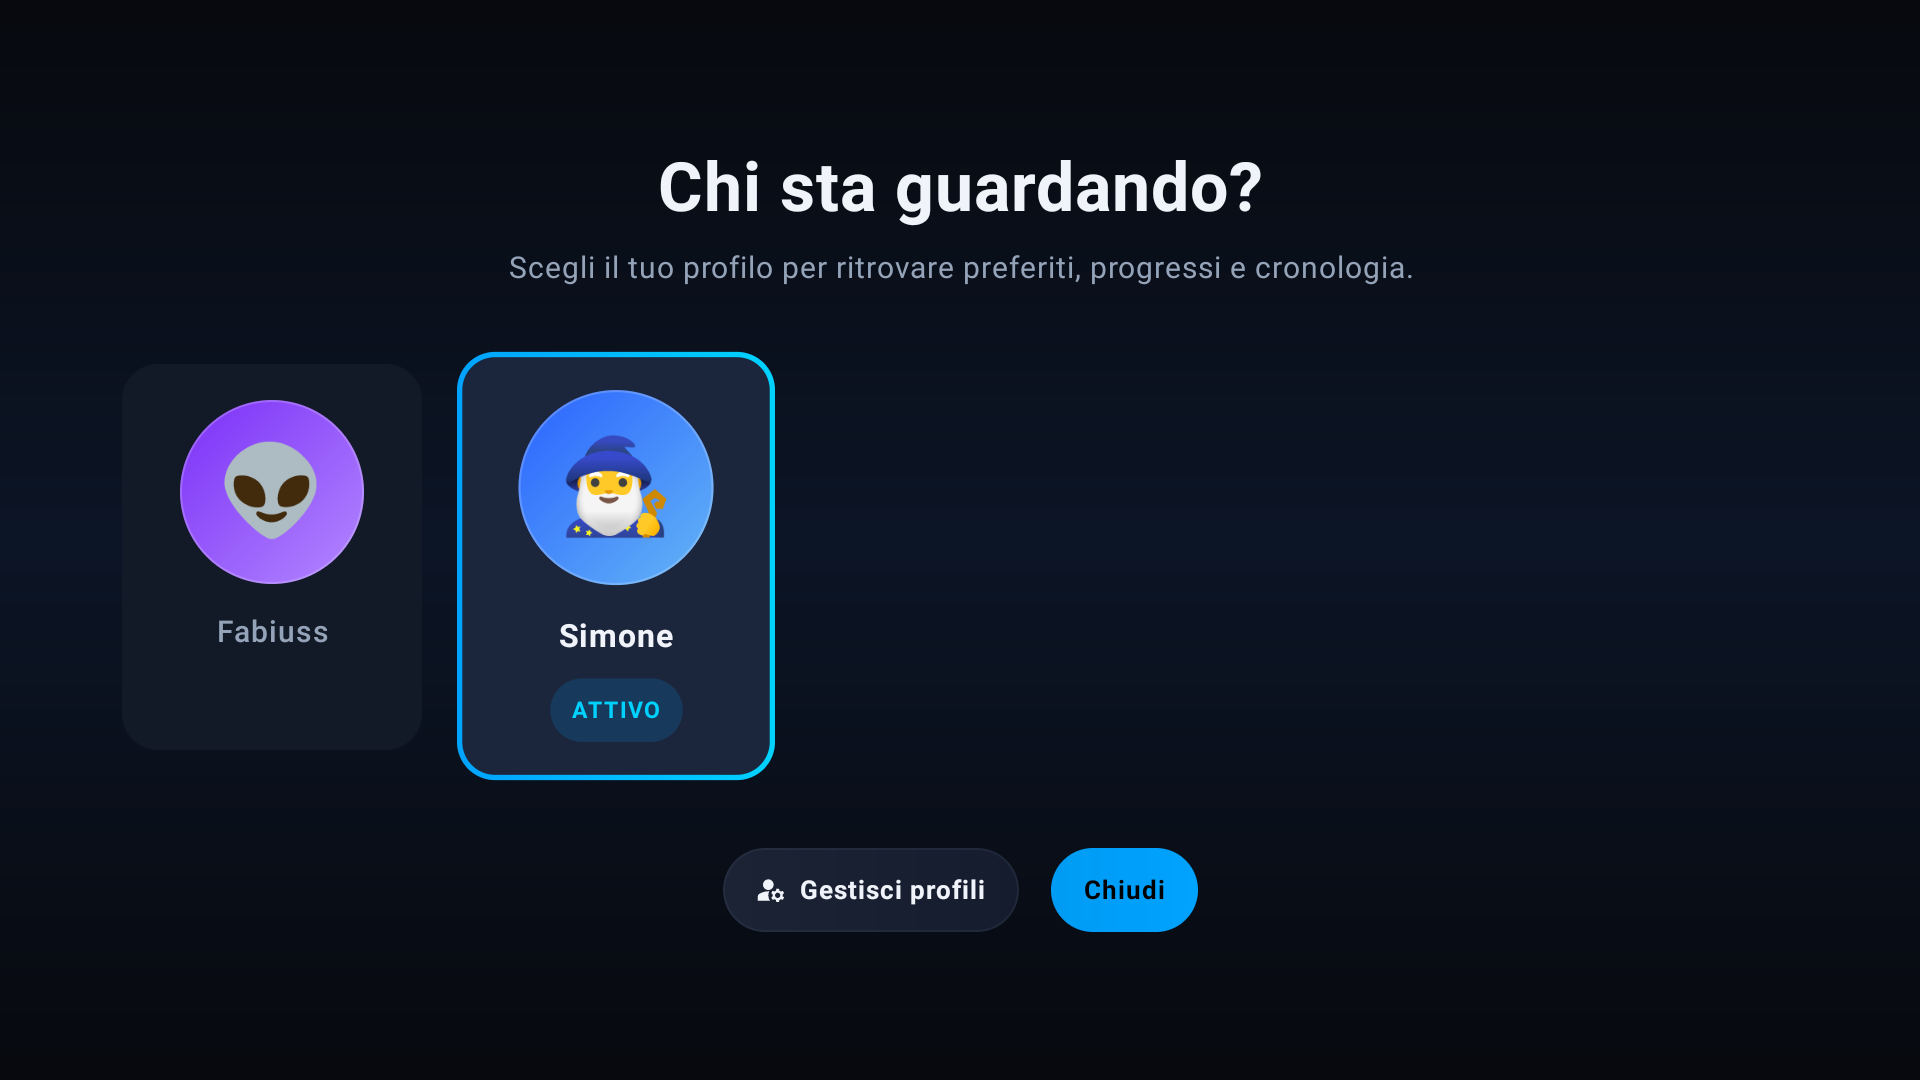 Chi sta guardando?
Scegli il tuo profilo per ritrovare preferiti, progressi e cronologia.
Fabiuss
Simone
ATTIVO
Gestisci profili
Chiudi